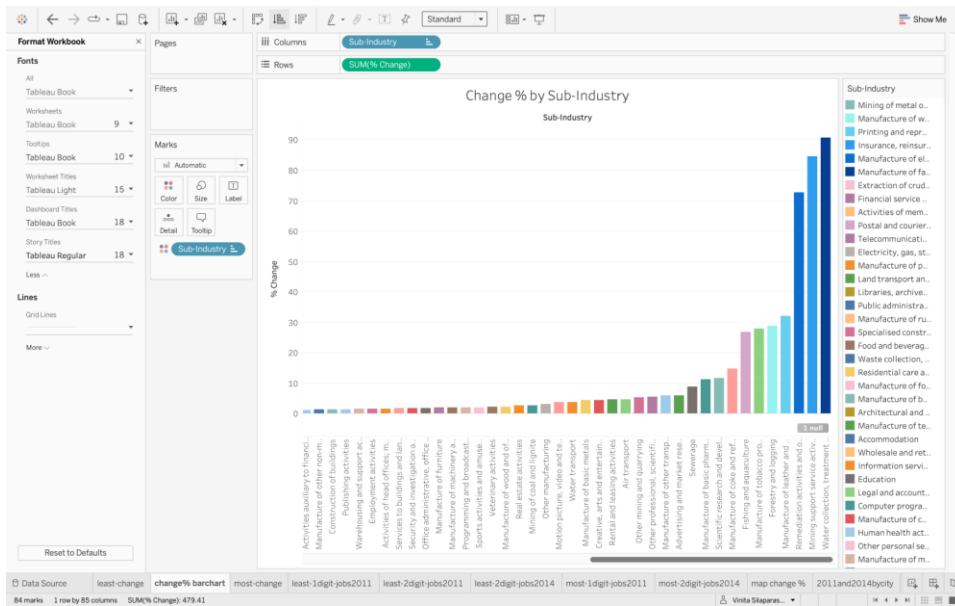 Standard
Show Me
Format Workbook ×
Fonts
All
Tableau Book
Worksheets
Tableau Book 9
Tooltips
Tableau Book 10
Worksheet Titles
Tableau Light 15
Dashboard Titles
Tableau Book 18
Story Titles
Tableau Regular 18
Less
Lines
Grid Lines
More
Reset to Defaults
Pages
Filters
Marks
Automatic
Color Size Label
Detail Tooltip
Sub-Industry
Columns Sub-Industry
Rows SUM(% Change)
Change % by Sub-Industry
Sub-Industry
% Change
90
80
70
60
50
40
30
20
10
0
1 null
Activities auxiliary to financi..
Manufacture of other non-m..
Construction of buildings
Publishing activities
Warehousing and support ac..
Employment activities
Activities of head offices; m..
Services to buildings and lan..
Security and investigation a..
Office administrative, office ..
Manufacture of furniture
Manufacture of machinery a..
Programming and broadcast..
Sports activities and amuse..
Veterinary activities
Manufacture of wood and of..
Real estate activities
Mining of coal and lignite
Other manufacturing
Motion picture, video and te..
Water transport
Manufacture of basic metals
Creative, arts and entertain..
Rental and leasing activities
Air transport
Other mining and quarrying
Other professional, scientifi..
Manufacture of other transp..
Advertising and market rese..
Sewerage
Manufacture of basic pharm..
Scientific research and devel..
Manufacture of coke and ref..
Fishing and aquaculture
Manufacture of tobacco pro..
Forestry and logging
Manufacture of leather and ..
Remediation activities and o..
Mining support service activ..
Water collection, treatment ..
Sub-Industry
Mining of metal o..
Manufacture of w..
Printing and repr..
Insurance, reinsur..
Manufacture of el..
Manufacture of fa..
Extraction of crud..
Financial service ..
Activities of mem..
Postal and courier..
Telecommunicati..
Electricity, gas, st..
Manufacture of p..
Land transport an..
Libraries, archive..
Public administra..
Manufacture of ru..
Specialised constr..
Food and beverag..
Waste collection, ..
Residential care a..
Manufacture of fo..
Manufacture of b..
Architectural and ..
Manufacture of te..
Accommodation
Wholesale and ret..
Information servi..
Education
Legal and account..
Computer progra..
Manufacture of c..
Human health act..
Other personal se..
Manufacture of m..
Data Source least-change change% barchart most-change least-1digit-jobs2011 least-2digit-jobs2011 least-2digit-jobs2014 most-1digit-jobs2011 most-2digit-jobs2014 map change % 2011and2014bycity
84 marks 1 row by 85 columns SUM(% Change): 479.41 Vinita Silaparas...